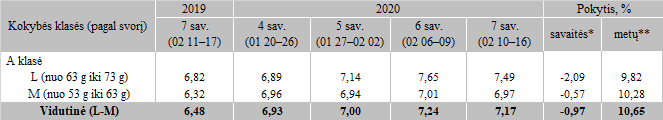 Kokybės klasės (pagal svorį) 2019 2020 Pokytis, %
7 sav. (02 11–17) 4 sav. (01 20–26) 5 sav. (01 27–02 02) 6 sav. (02 06–09) 7 sav. (02 10–16) savaitės* metų**
A klasė
L (nuo 63 g iki 73 g) 6,82 6,89 7,14 7,65 7,49 -2,09 9,82
M (nuo 53 g iki 63 g) 6,32 6,96 6,94 7,01 6,97 -0,57 10,28
Vidutinė (L-M) 6,48 6,93 7,00 7,24 7,17 -0,97 10,65